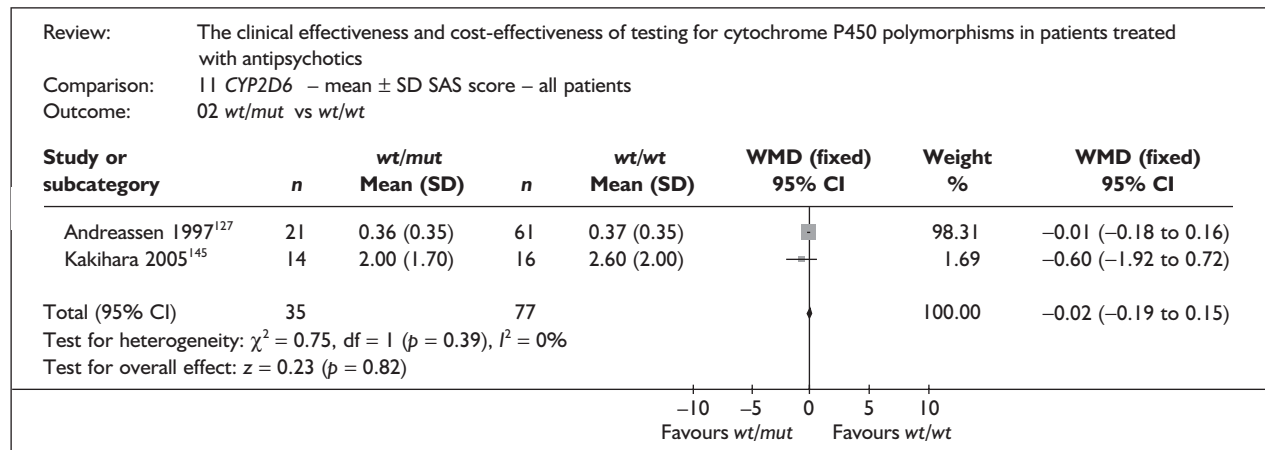 Review: The clinical effectiveness and cost-effectiveness of testing for cytochrome P450 polymorphisms in patients treated
with antipsychotics
Comparison: 11 CYP2D6 – mean ± SD SAS score – all patients
Outcome: 02 wt/mut vs wt/wt
Study or wt/mut wt/wt WMD (fixed) Weight WMD (fixed)
subcategory n Mean (SD) n Mean (SD) 95% CI % 95% CI
Andreassen 1997¹²⁷ 21 0.36 (0.35) 61 0.37 (0.35) 98.31 –0.01 (–0.18 to 0.16)
Kakihara 2005¹⁴⁵ 14 2.00 (1.70) 16 2.60 (2.00) 1.69 –0.60 (–1.92 to 0.72)
Total (95% CI) 35 77 100.00 –0.02 (–0.19 to 0.15)
Test for heterogeneity: χ² = 0.75, df = 1 (p = 0.39), I² = 0%
Test for overall effect: z = 0.23 (p = 0.82)
–10 –5 0 5 10
Favours wt/mut Favours wt/wt